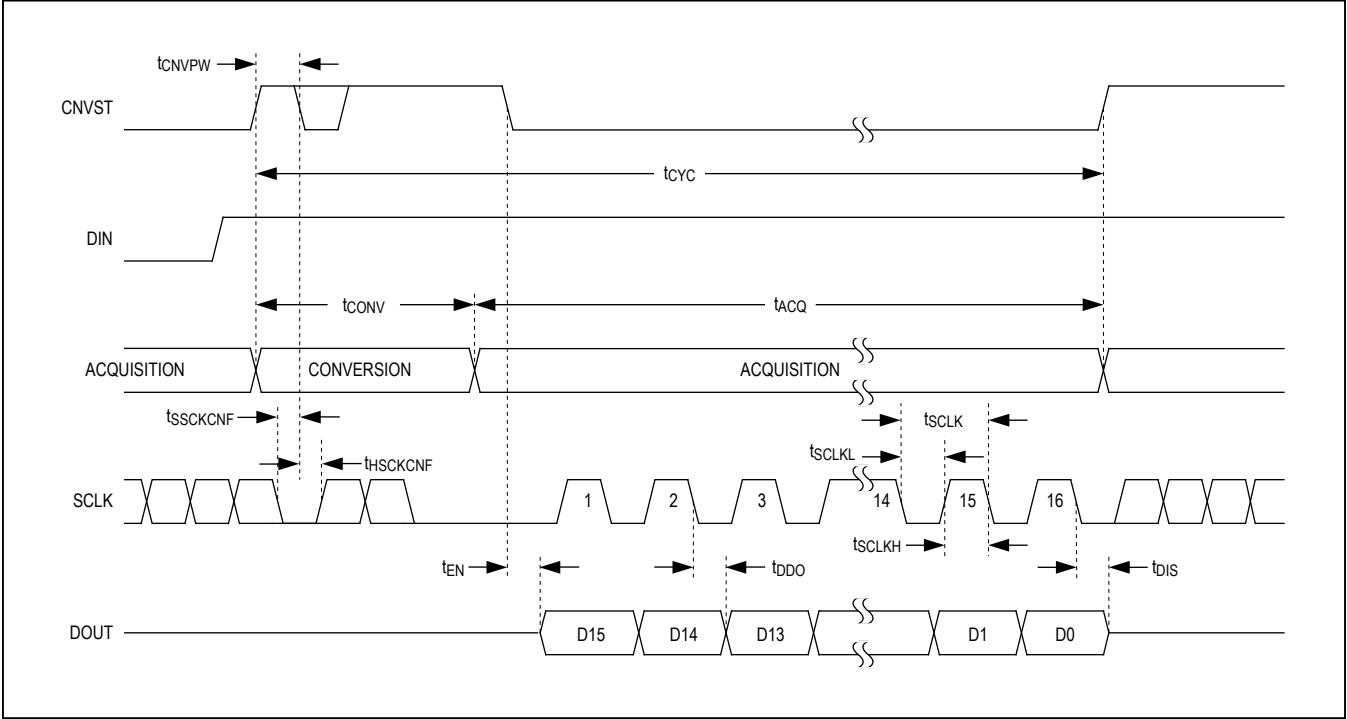 tCNVPW
CNVST
tCYC
DIN
tCONV
tACQ
ACQUISITION
CONVERSION
ACQUISITION
tSSCKCNF
tSCLK
tHSCKCNF
tSCLKL
SCLK
1
2
3
14
15
16
tSCLKH
tEN
tDDO
tDIS
DOUT
D15
D14
D13
D1
D0